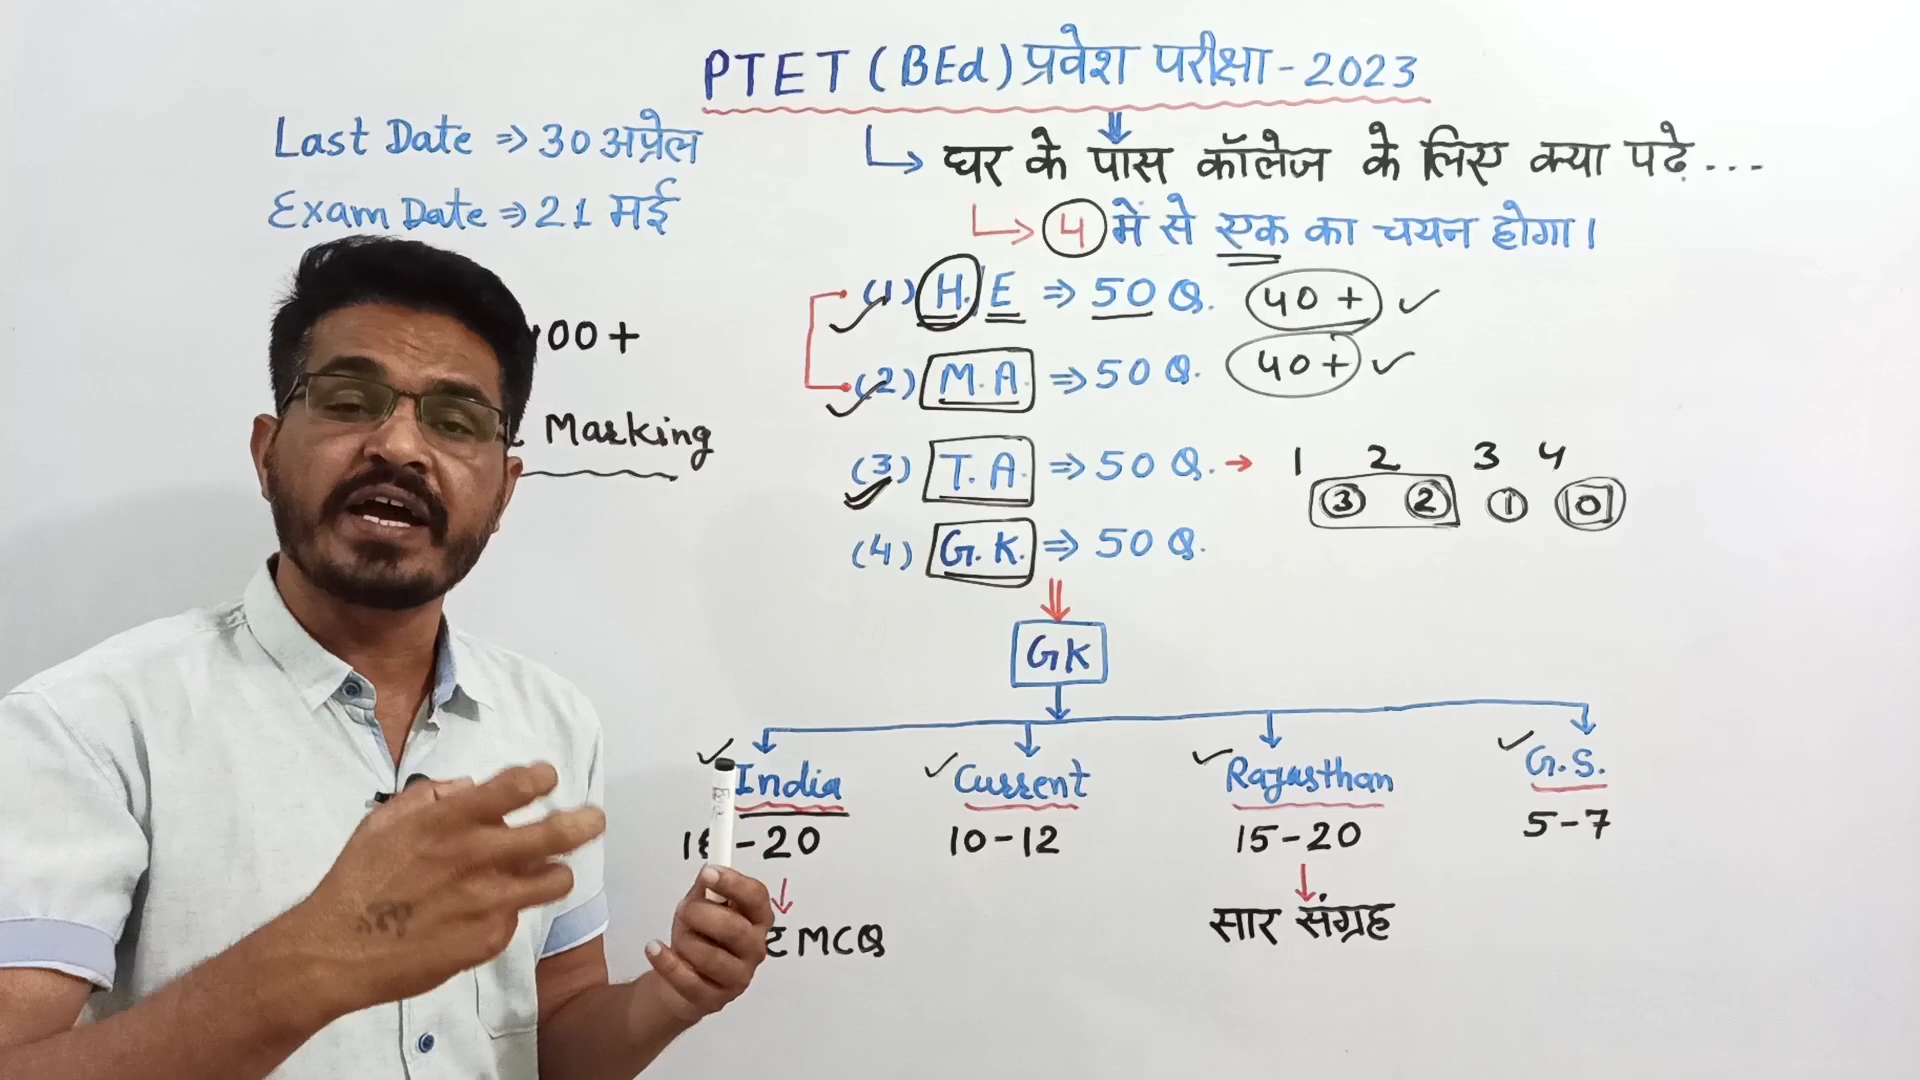 PTET (BEd) प्रवेश परीक्षा - 2023
Last Date ⇒ 30 अप्रेल
Exam Date ⇒ 21 मई
घर के पास कॉलेज के लिए क्या पढे ...
4 में से एक का चयन होगा।
(1) H. E ⇒ 50 Q. 40 + ✓
00+
(2) M. A. ⇒ 50 Q. 40+ ✓
Marking
(3) T. A. ⇒ 50 Q. → 1 2 3 4
3 2 1 0
(4) G. K. ⇒ 50 Q.
GK
✓ India ✓ Current ✓ Rajasthan ✓ G.S.
-20 10-12 15-20 5-7
MCQ सार संग्रह